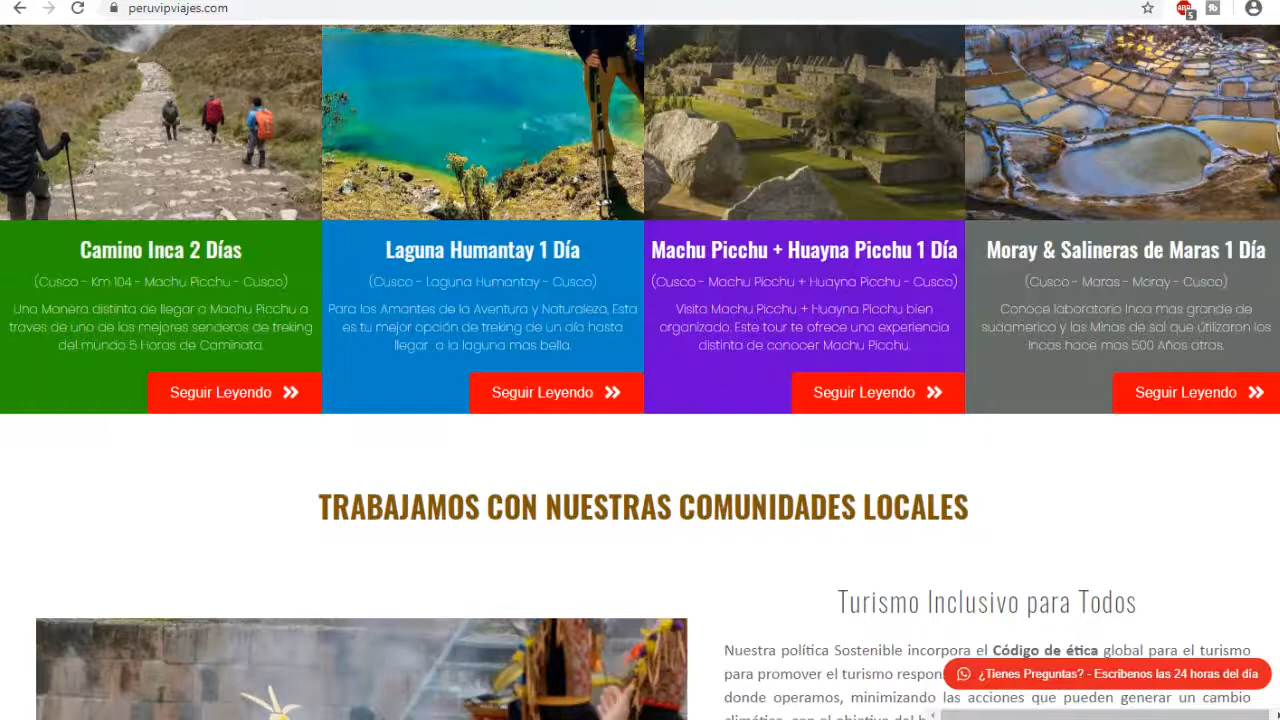 peruvipviajes.com
5
Camino Inca 2 Días
(Cusco - Km 104 - Machu Picchu - Cusco)
Una Manera distinta de llegar a Machu Picchu a
traves de uno de los mejores senderos de treking
del mundo 5 Horas de Caminata.
Seguir Leyendo
Laguna Humantay 1 Día
(Cusco - Laguna Humantay - Cusco)
Para los Amantes de la Aventura y Naturaleza, Esta
es tu mejor opción de treking de un día hasta
llegar a la laguna mas bella.
Seguir Leyendo
Machu Picchu + Huayna Picchu 1 Día
(Cusco - Machu Picchu + Huayna Picchu - Cusco)
Visita Machu Picchu + Huayna Picchu bien
organizado. Este tour te ofrece una experiencia
distinta de conocer Machu Picchu.
Seguir Leyendo
Moray & Salineras de Maras 1 Día
(Cusco - Maras - Moray - Cusco)
Conoce laboratorio Inca mas grande de
sudamerica y las Minas de sal que útilizaron los
Incas hace mas 500 Años atras.
Seguir Leyendo
TRABAJAMOS CON NUESTRAS COMUNIDADES LOCALES
Turismo Inclusivo para Todos
Nuestra política Sostenible incorpora el Código de ética global para el turismo
para promover el turismo respon
donde operamos, minimizando las acciones que pueden generar un cambio
¿Tienes Preguntas? - Escríbenos las 24 horas del día